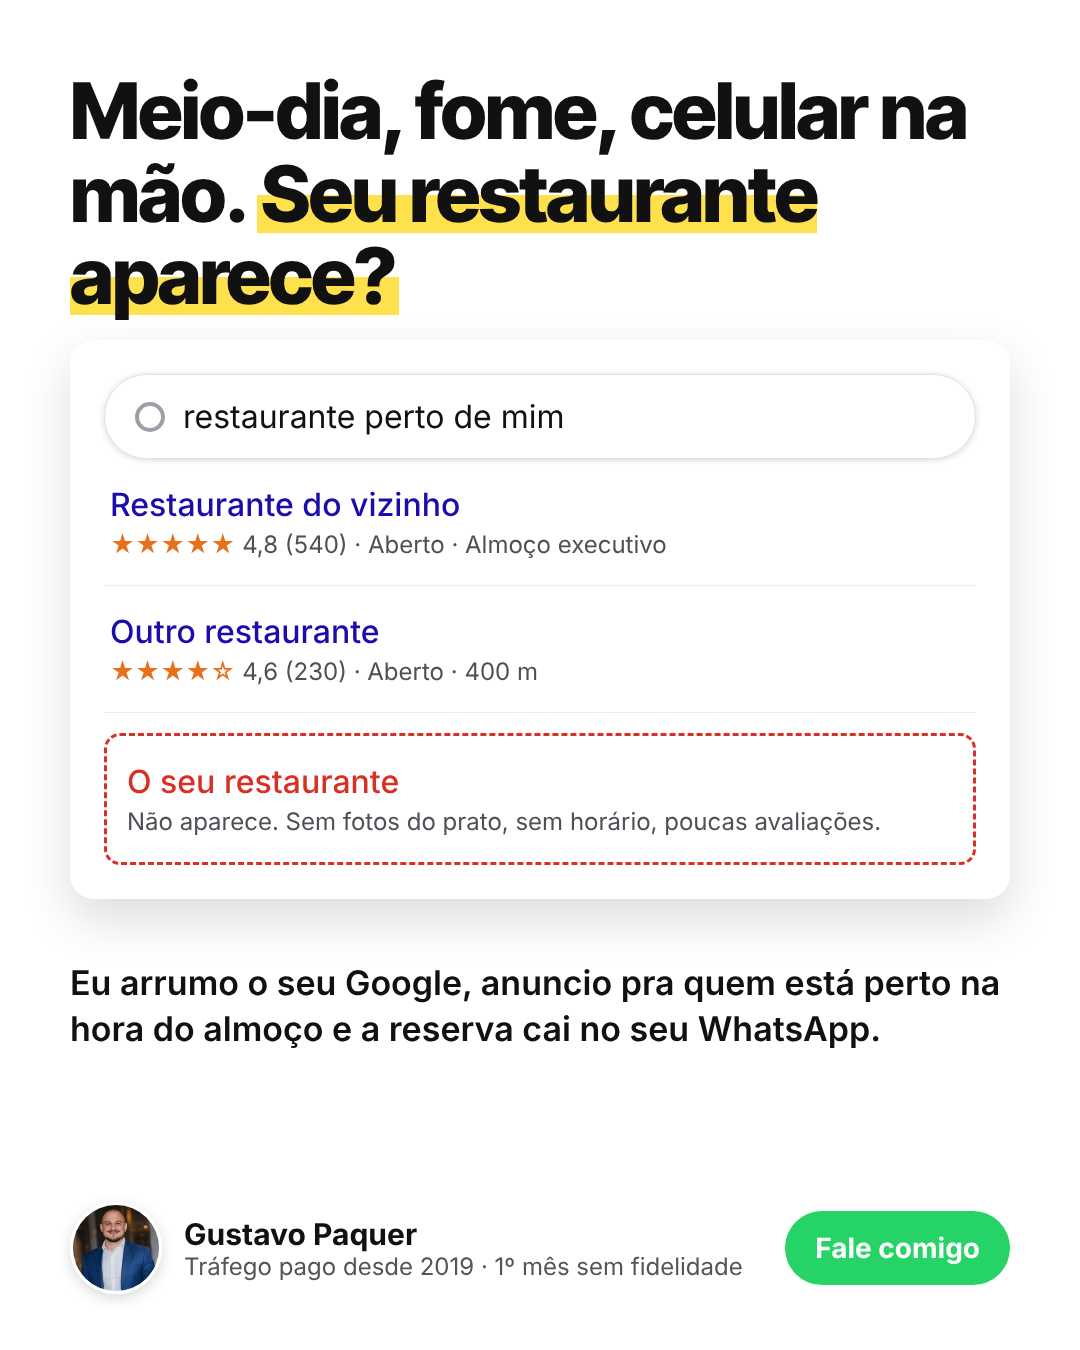 Meio-dia, fome, celular na
mão. Seu restaurante
aparece?
restaurante perto de mim
Restaurante do vizinho
★★★★★ 4,8 (540) · Aberto · Almoço executivo
Outro restaurante
★★★★☆ 4,6 (230) · Aberto · 400 m
O seu restaurante
Não aparece. Sem fotos do prato, sem horário, poucas avaliações.
Eu arrumo o seu Google, anuncio pra quem está perto na
hora do almoço e a reserva cai no seu WhatsApp.
Gustavo Paquer
Tráfego pago desde 2019 · 1º mês sem fidelidade
Fale comigo